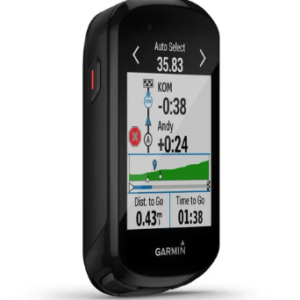 Auto Select
35.83
KOM
-0:38
A
Andy
+0:24
Dist. to Go
Time to Go
0.43
01:38
GARMIN